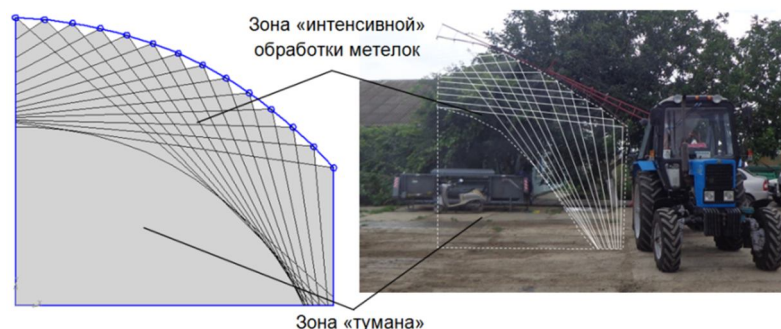 Зона «интенсивной»
обработки метелок
Зона «тумана»